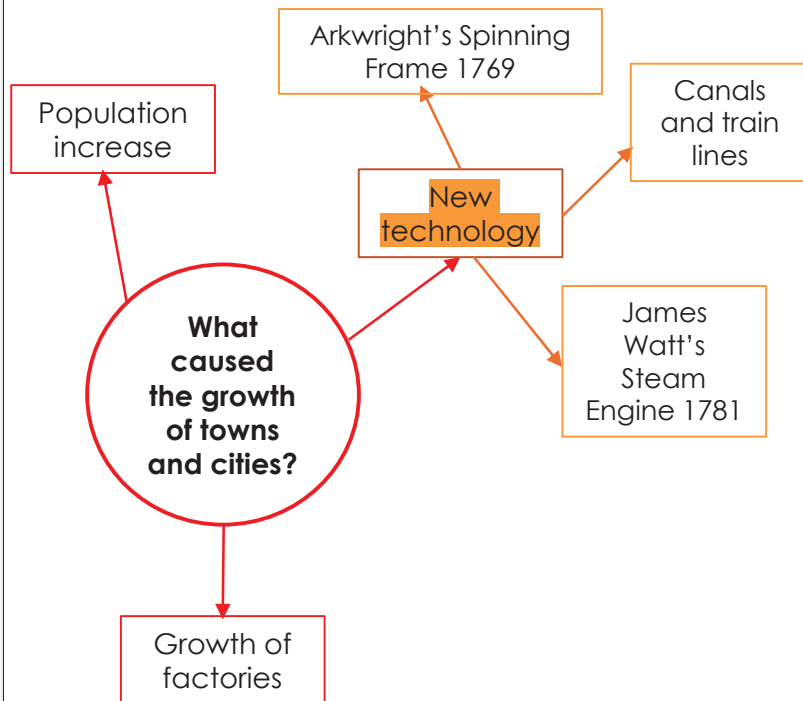 Arkwright’s Spinning
Frame 1769
Population
increase
Canals
and train
lines
New
technology
What
caused
the growth
of towns
and cities?
James
Watt’s
Steam
Engine 1781
Growth of
factories